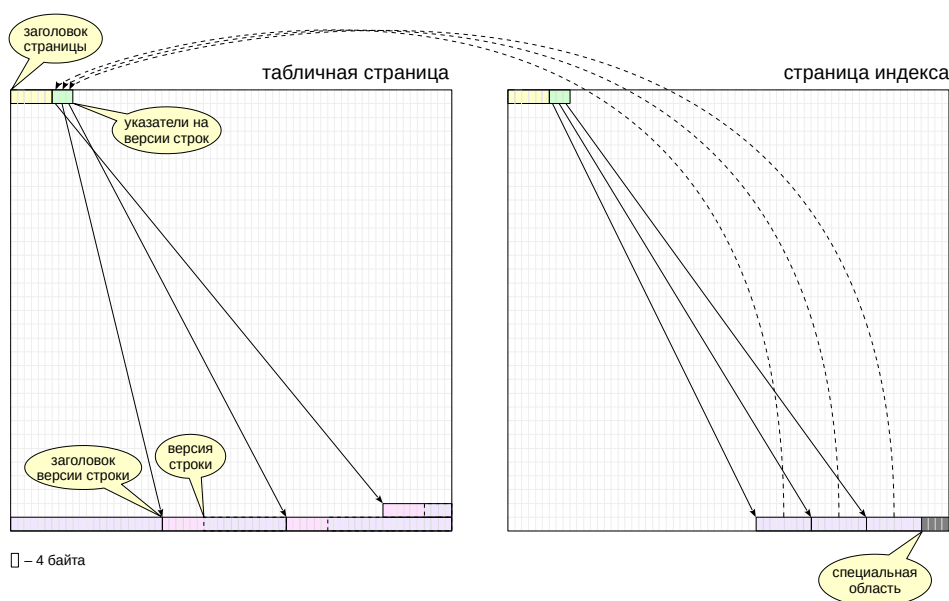 заголовок
страницы
табличная страница
страница индекса
указатели на
версии строк
заголовок
версии строки
версия
строки
– 4 байта
специальная
область